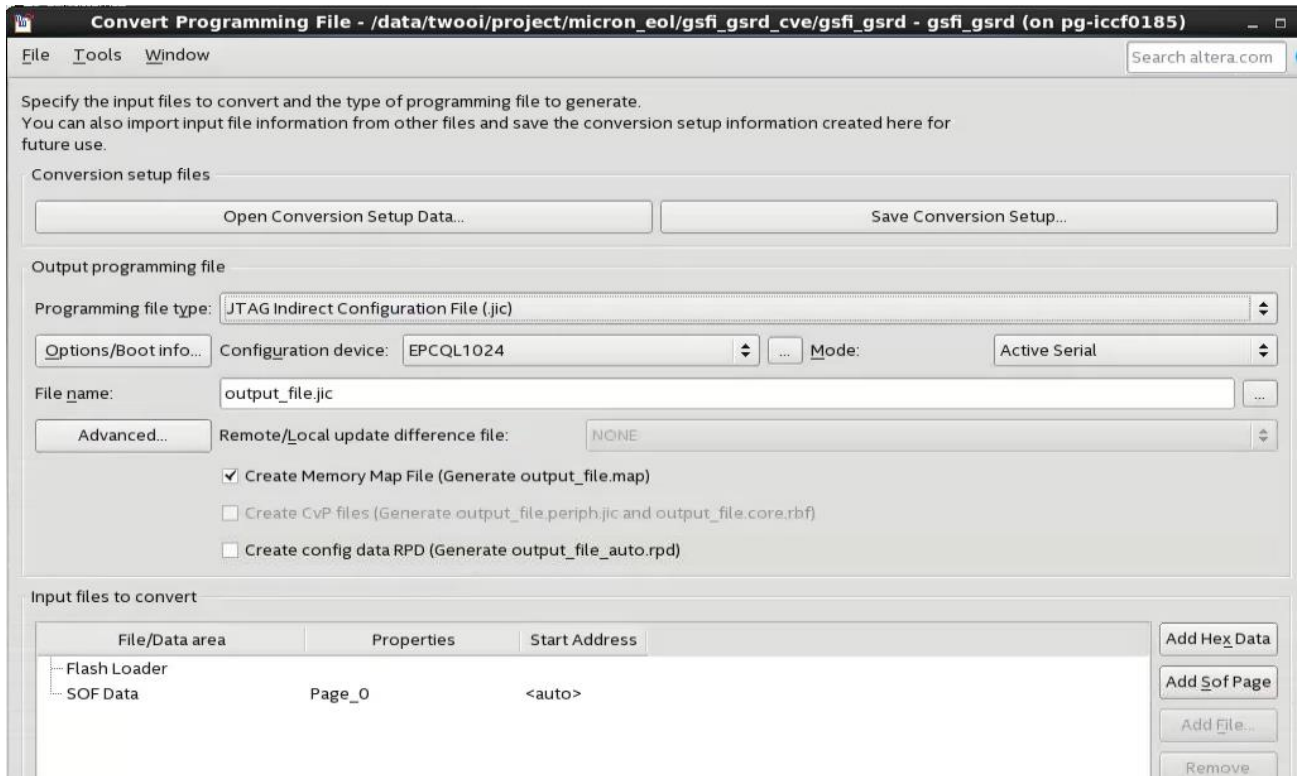 Convert Programming File - /data/twooi/project/micron_eol/gsfi_gsrd_cve/gsfi_gsrd - gsfi_gsrd (on pg-iccf0185)
File Tools Window Search altera.com
Specify the input files to convert and the type of programming file to generate.
You can also import input file information from other files and save the conversion setup information created here for
future use.
Conversion setup files
Open Conversion Setup Data... Save Conversion Setup...
Output programming file
Programming file type: JTAG Indirect Configuration File (.jic)
Options/Boot info... Configuration device: EPCQL1024 ... Mode: Active Serial
File name: output_file.jic ...
Advanced... Remote/Local update difference file: NONE
Create Memory Map File (Generate output_file.map)
Create CvP files (Generate output_file.periph.jic and output_file.core.rbf)
Create config data RPD (Generate output_file_auto.rpd)
Input files to convert
File/Data area Properties Start Address Add Hex Data
Flash Loader
SOF Data Page_0 <auto> Add Sof Page
Add File...
Remove